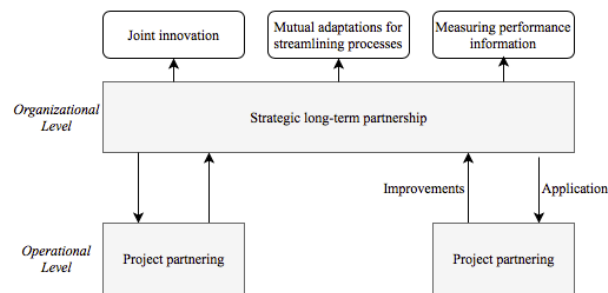 Joint innovation
Mutual adaptations for
streamlining processes
Measuring performance
information
Organizational
Level
Strategic long-term partnership
Improvements
Application
Operational
Level
Project partnering
Project partnering